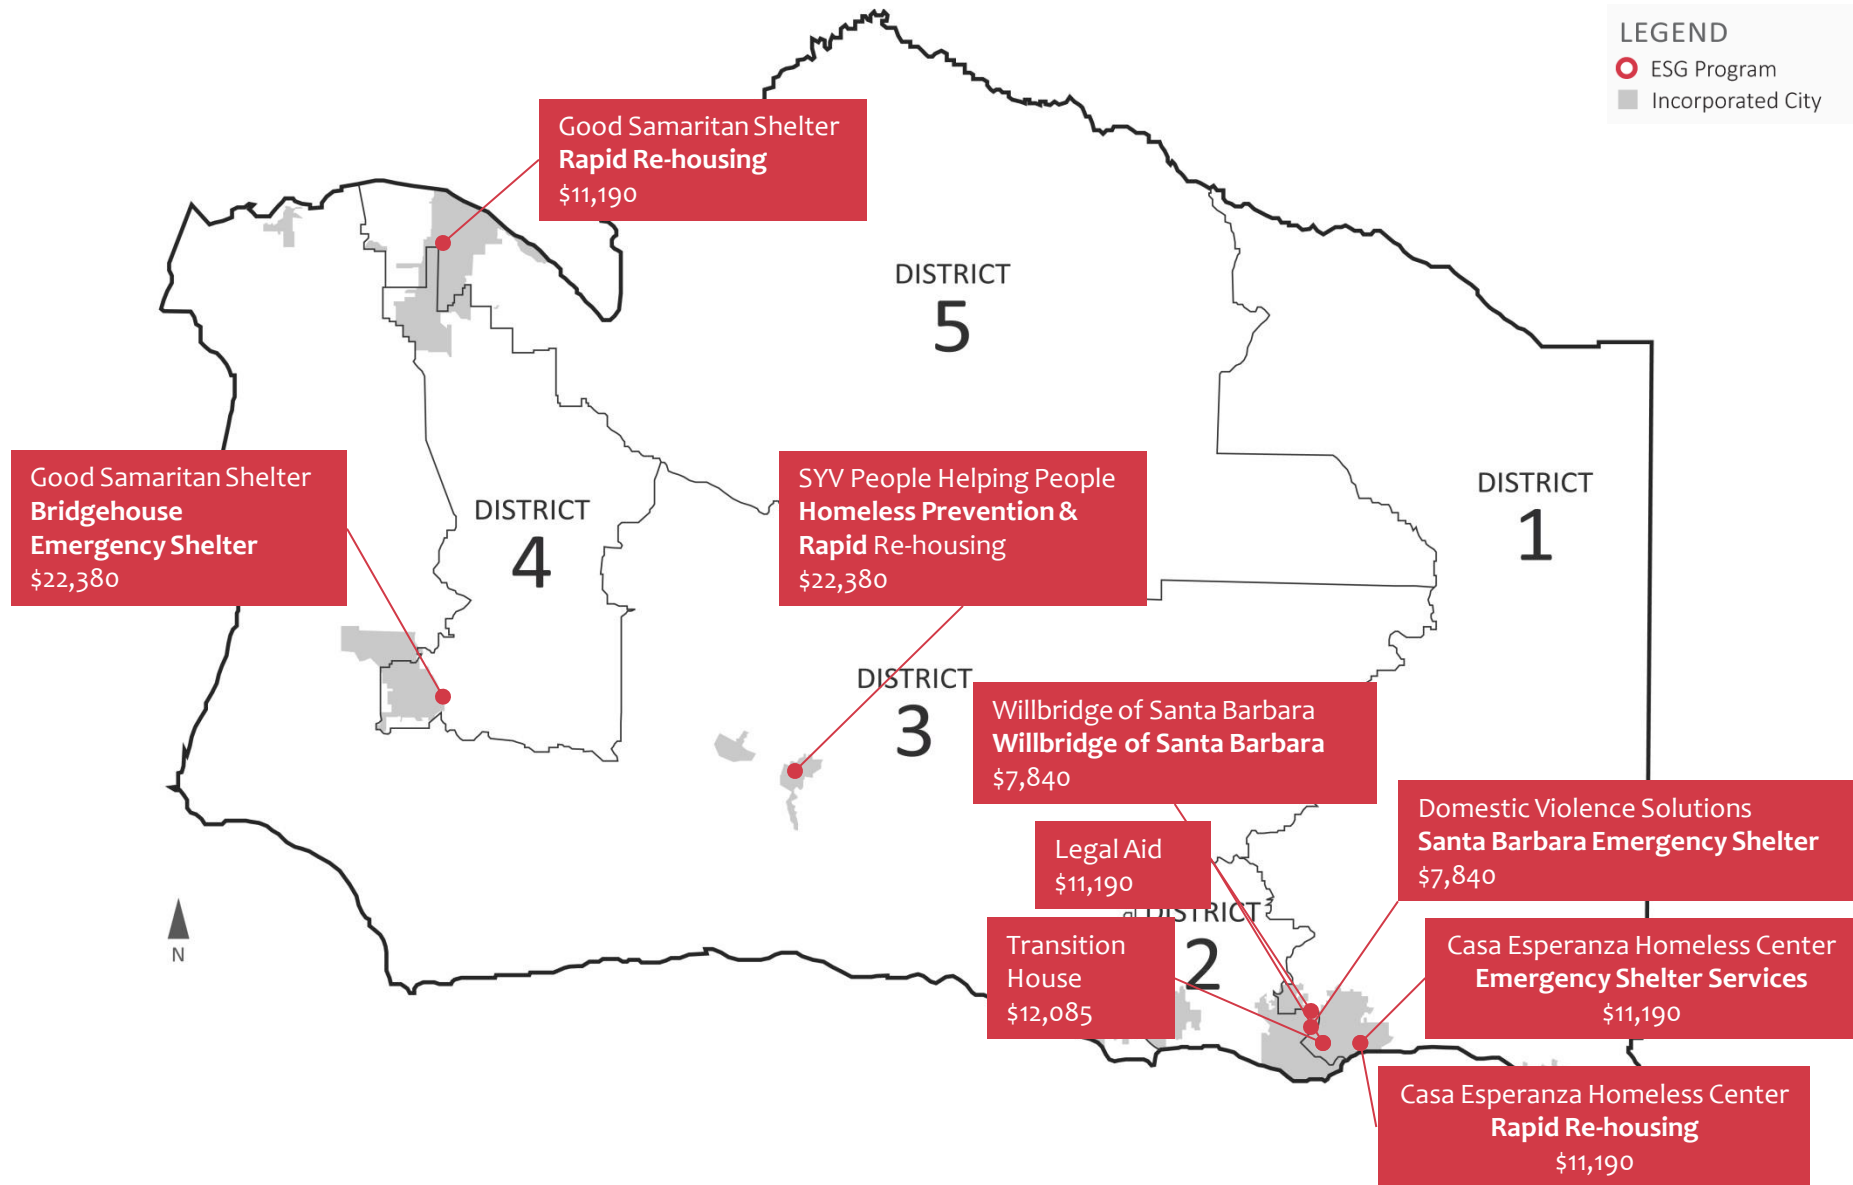 LEGEND
ESG Program
Incorporated City
Good Samaritan Shelter
Rapid Re-housing
$11,190
DISTRICT
5
Good Samaritan Shelter
Bridgehouse
Emergency Shelter
$22,380
DISTRICT
4
SYV People Helping People
Homeless Prevention &
Rapid Re-housing
$22,380
DISTRICT
1
DISTRICT
3
Willbridge of Santa Barbara
Willbridge of Santa Barbara
$7,840
Domestic Violence Solutions
Santa Barbara Emergency Shelter
$7,840
Legal Aid
$11,190
DISTRICT
2
Transition
House
$12,085
Casa Esperanza Homeless Center
Emergency Shelter Services
$11,190
Casa Esperanza Homeless Center
Rapid Re-housing
$11,190
N